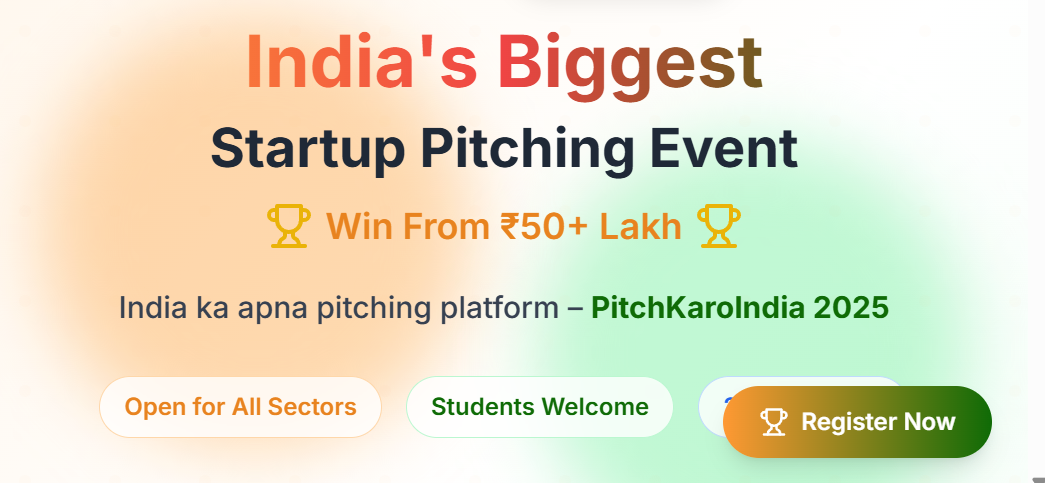 India's Biggest
Startup Pitching Event
Win From ₹50+ Lakh
India ka apna pitching platform – PitchKaroIndia 2025
Open for All Sectors
Students Welcome
Register Now